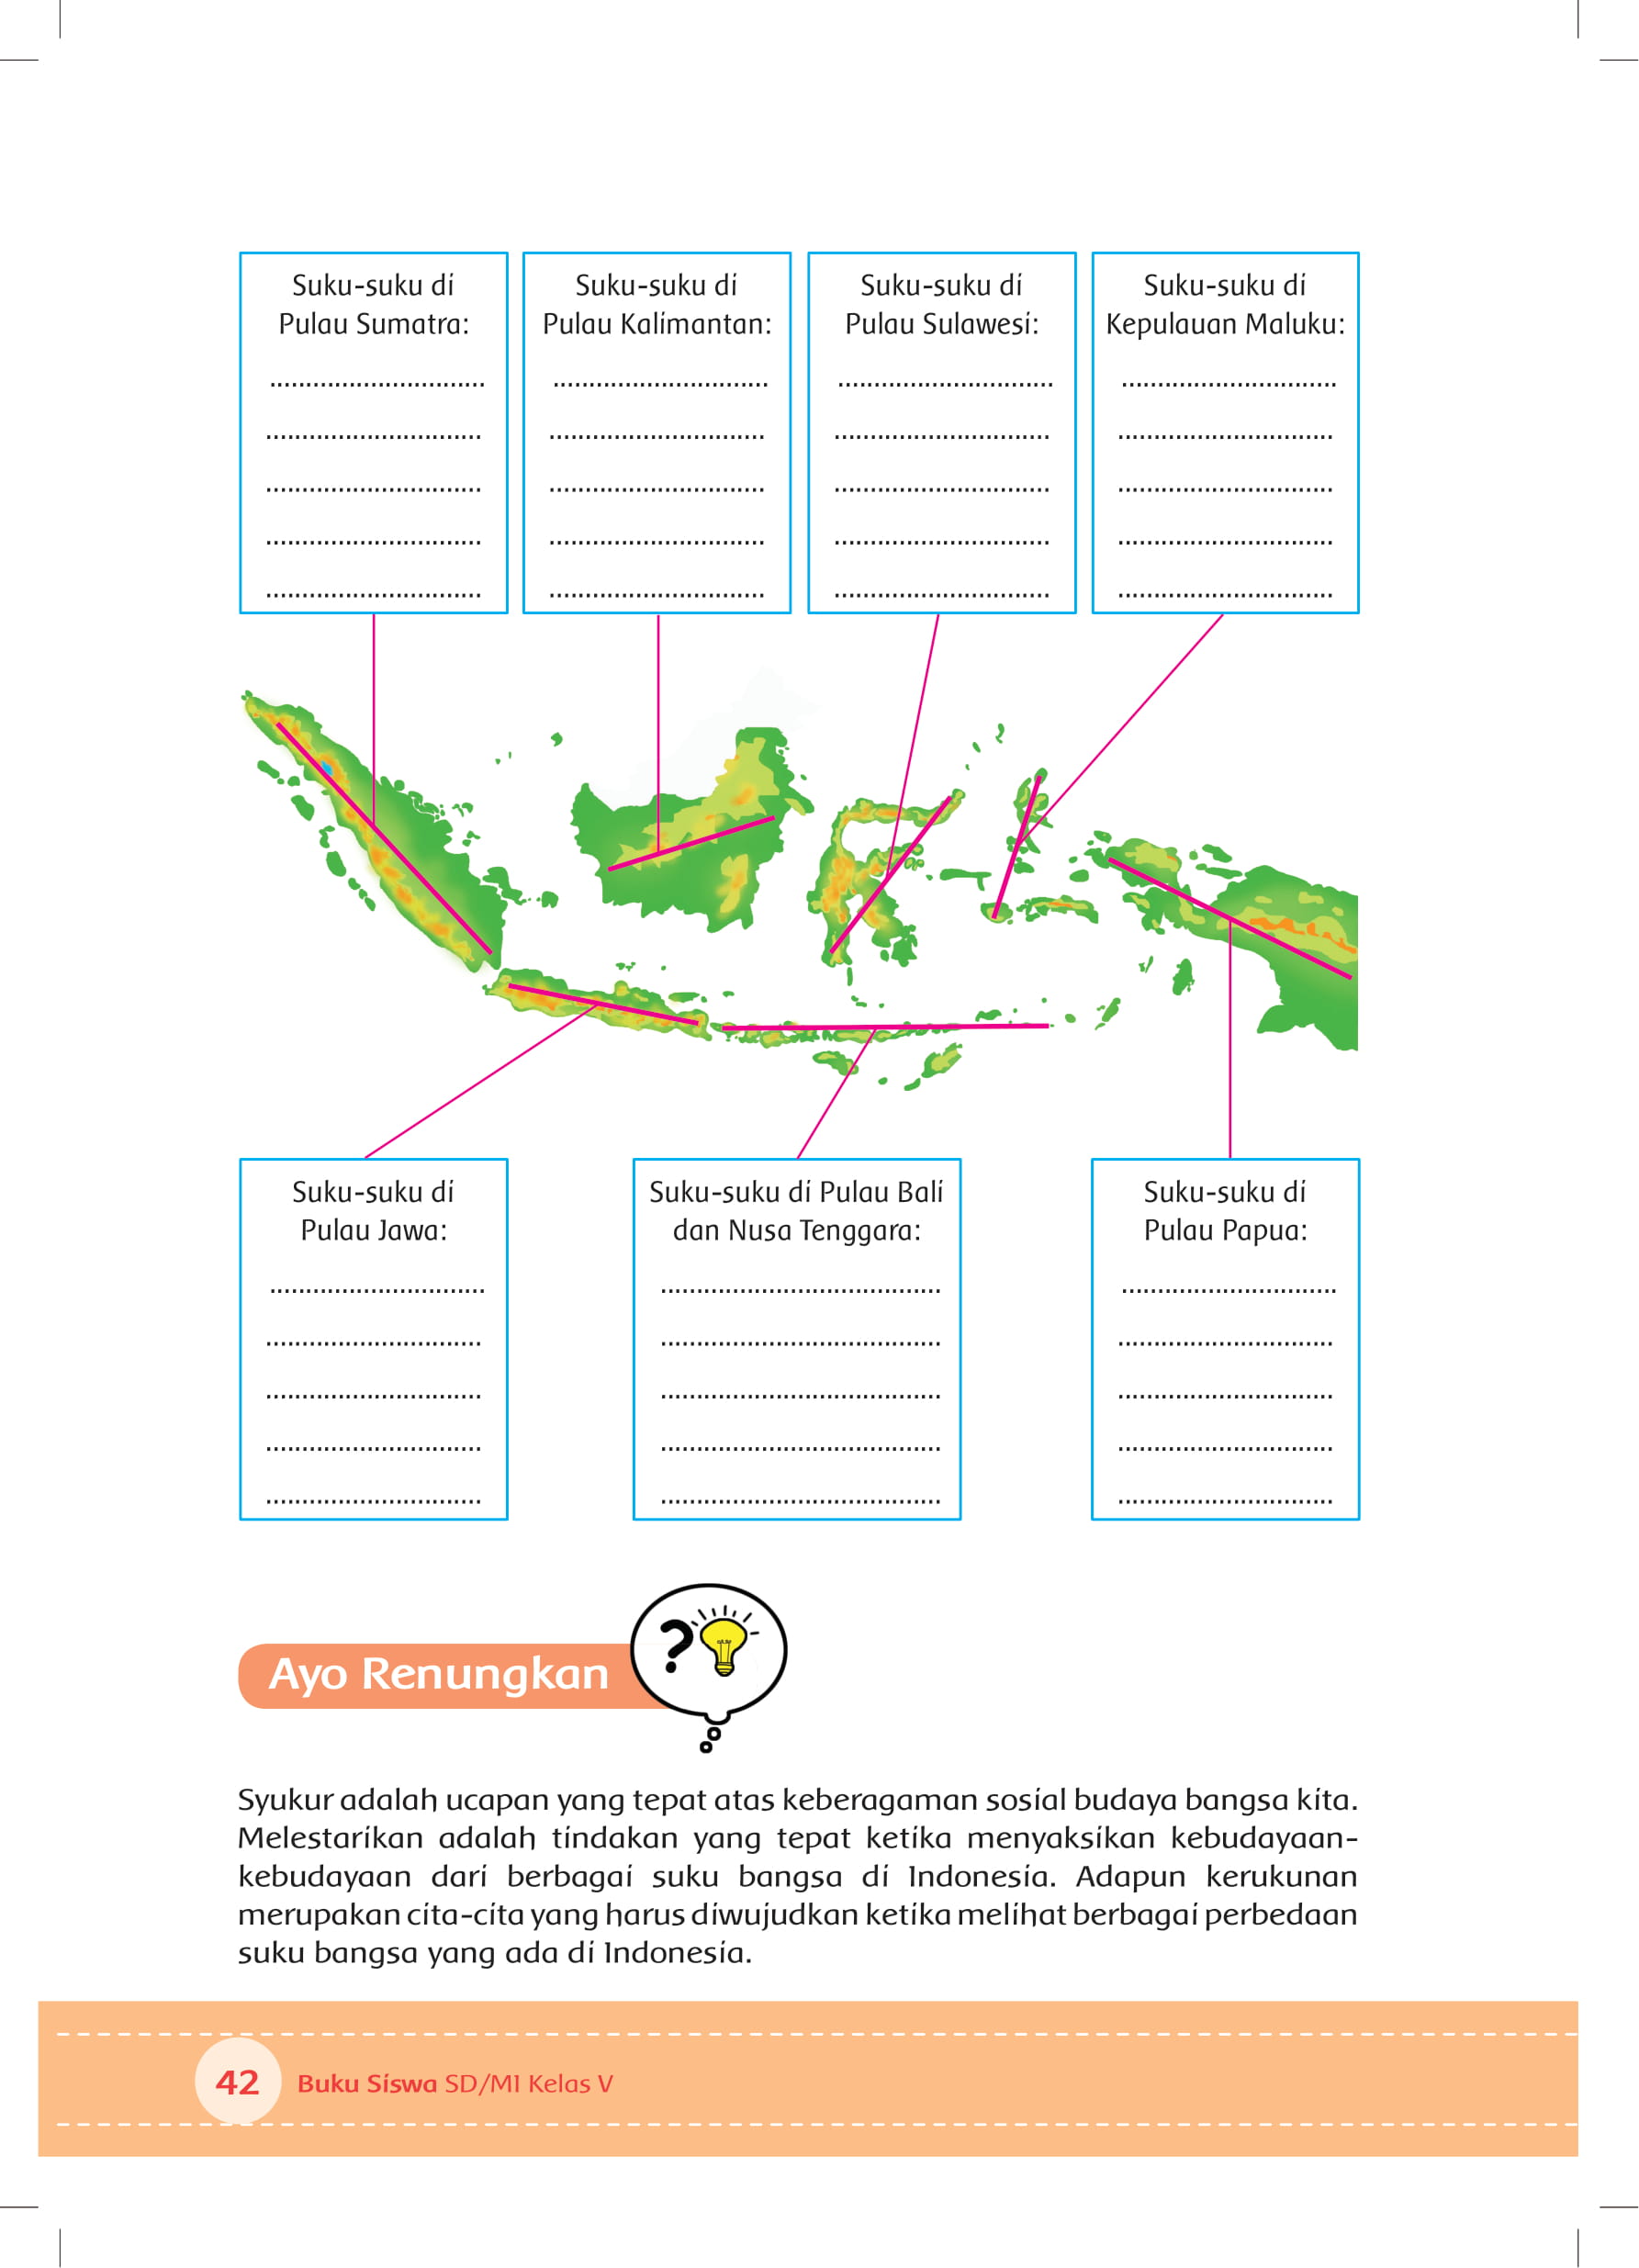 Suku-suku di
Pulau Sumatra:
..............................
..............................
..............................
..............................
..............................
Suku-suku di
Pulau Kalimantan:
..............................
..............................
..............................
..............................
..............................
Suku-suku di
Pulau Sulawesi:
..............................
..............................
..............................
..............................
..............................
Suku-suku di
Kepulauan Maluku:
..............................
..............................
..............................
..............................
..............................
Suku-suku di
Pulau Jawa:
..............................
..............................
..............................
..............................
..............................
Suku-suku di Pulau Bali
dan Nusa Tenggara:
.......................................
.......................................
.......................................
.......................................
.......................................
Suku-suku di
Pulau Papua:
..............................
..............................
..............................
..............................
..............................
Ayo Renungkan
?
Syukur adalah ucapan yang tepat atas keberagaman sosial budaya bangsa kita.
Melestarikan adalah tindakan yang tepat ketika menyaksikan kebudayaan-
kebudayaan dari berbagai suku bangsa di Indonesia. Adapun kerukunan
merupakan cita-cita yang harus diwujudkan ketika melihat berbagai perbedaan
suku bangsa yang ada di Indonesia.
42 Buku Siswa SD/MI Kelas V